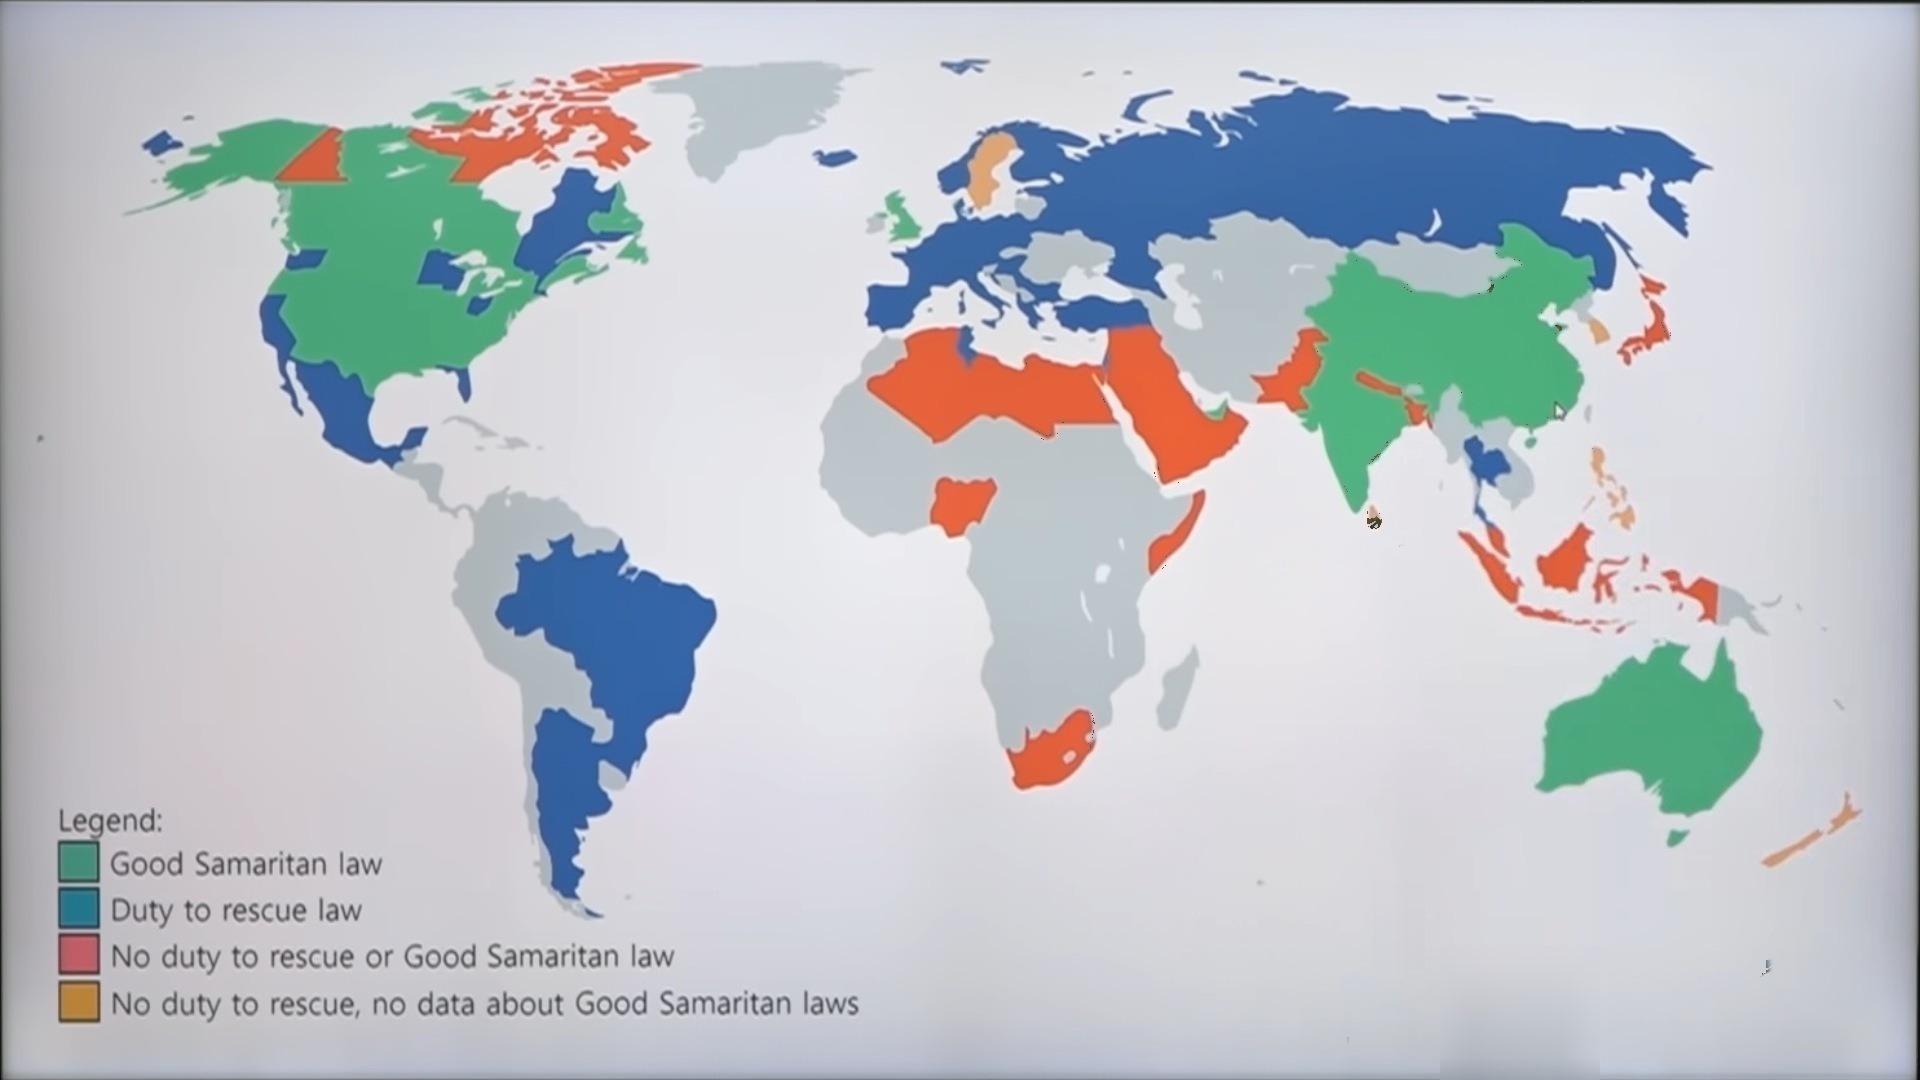 Legend:
Good Samaritan law
Duty to rescue law
No duty to rescue or Good Samaritan law
No duty to rescue, no data about Good Samaritan laws